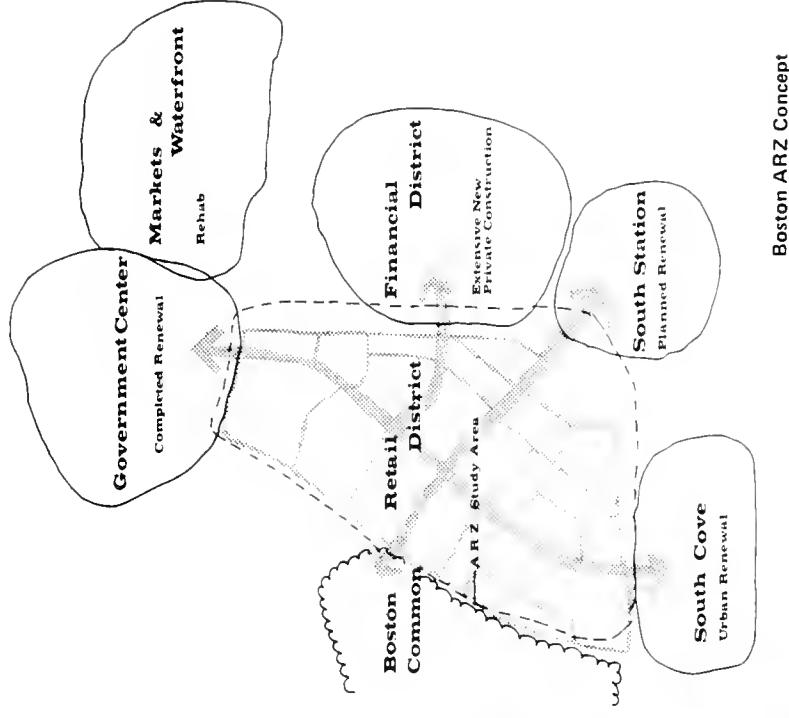 Government Center
Completed Renewal
Markets &
Waterfront
Rehab
Boston
Common
Retail
District
ARZ Study Area
Financial
District
Extensive New
Private Construction
South Cove
Urban Renewal
South Station
Planned Renewal
Boston ARZ Concept